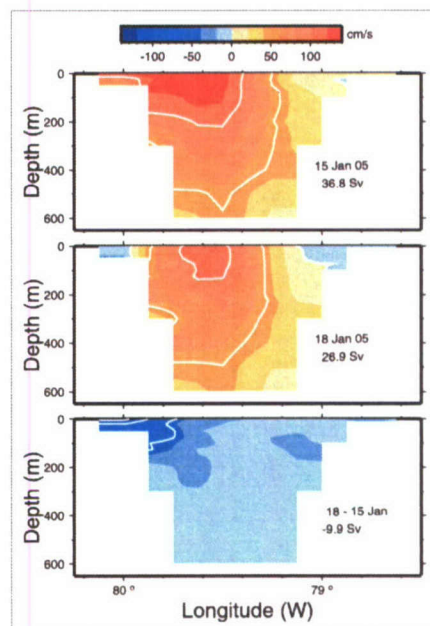 -100 -50 0 50 100 cm/s
Depth (m)
0
200
400
600
15 Jan 05
36.8 Sv
Depth (m)
0
200
400
600
18 Jan 05
26.9 Sv
Depth (m)
0
200
400
600
18 - 15 Jan
-9.9 Sv
80° 79°
Longitude (W)